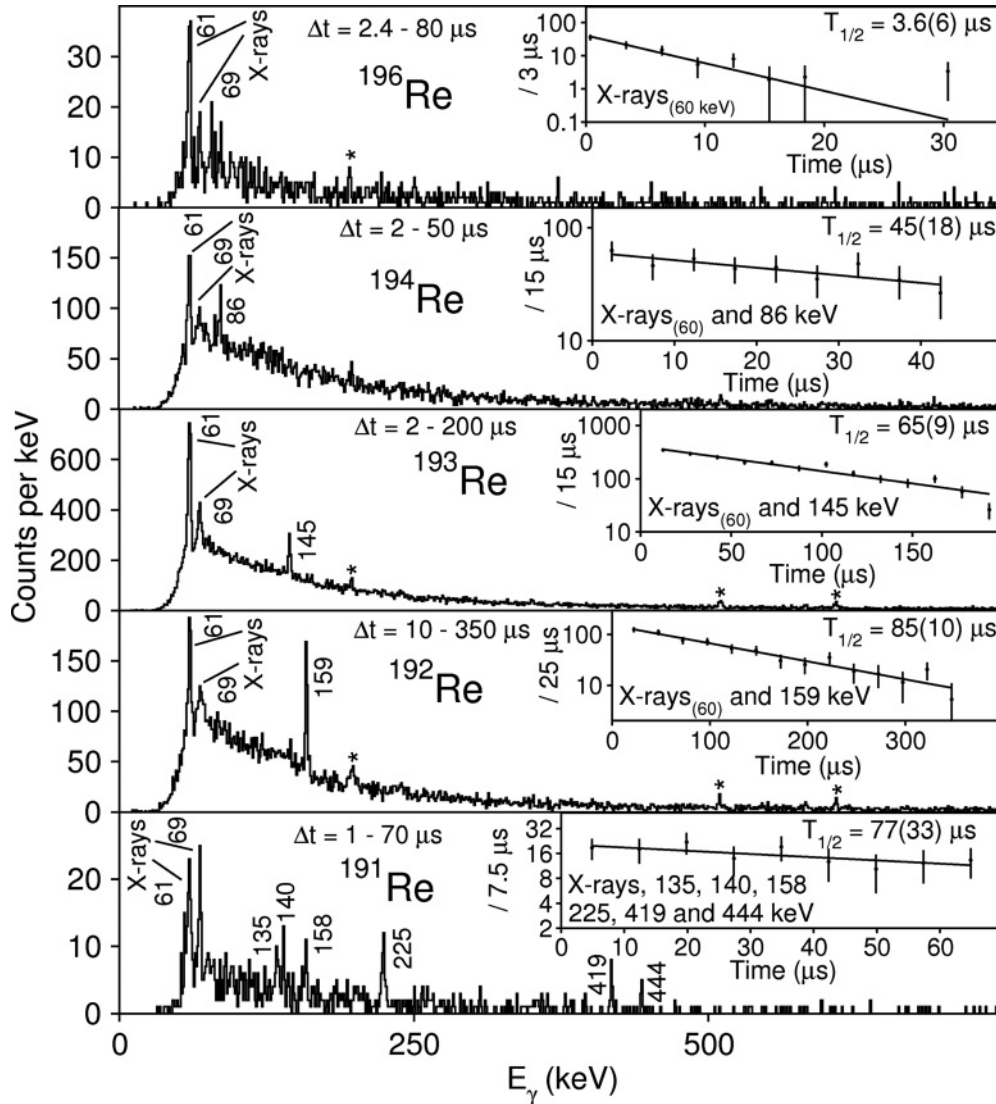 Counts per keV
61
X-rays
69
Δt = 2.4 - 80 μs
196Re
*
40
30
20
10
0
T1/2 = 3.6(6) μs
/ 3 μs
100
10
1
0.1
X-rays(60 keV)
0 10 20 30
Time (μs)
61
X-rays
69
86
Δt = 2 - 50 μs
194Re
150
100
50
0
T1/2 = 45(18) μs
/ 15 μs
100
10
X-rays(60) and 86 keV
0 10 20 30 40
Time (μs)
61
X-rays
69
145
Δt = 2 - 200 μs
193Re
* * *
600
400
200
0
T1/2 = 65(9) μs
/ 15 μs
1000
100
10
X-rays(60) and 145 keV
0 50 100 150
Time (μs)
61
X-rays
69
159
Δt = 10 - 350 μs
192Re
* * *
150
100
50
0
T1/2 = 85(10) μs
/ 25 μs
100
10
X-rays(60) and 159 keV
0 100 200 300
Time (μs)
X-rays
61
69
135
140
158
225
419
444
Δt = 1 - 70 μs
191Re
20
10
0
T1/2 = 77(33) μs
/ 7.5 μs
32
16
8
4
2
X-rays, 135, 140, 158
225, 419 and 444 keV
0 10 20 30 40 50 60
Time (μs)
0 250 500
Eγ (keV)